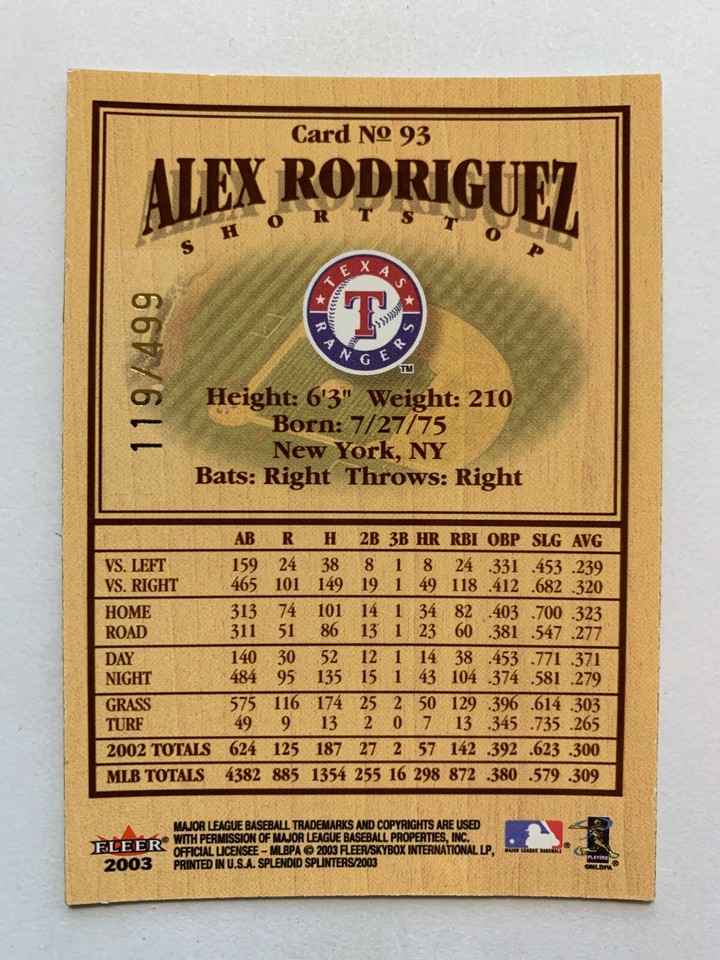 Card № 93
ALEX RODRIGUEZ
SHORTSTOP
TEXAS
T
RANGERS
TM
119/499
Height: 6'3" Weight: 210
Born: 7/27/75
New York, NY
Bats: Right Throws: Right
AB R H 2B 3B HR RBI OBP SLG AVG
VS. LEFT 159 24 38 8 1 8 24 .331 .453 .239
VS. RIGHT 465 101 149 19 1 49 118 .412 .682 .320
HOME 313 74 101 14 1 34 82 .403 .700 .323
ROAD 311 51 86 13 1 23 60 .381 .547 .277
DAY 140 30 52 12 1 14 38 .453 .771 .371
NIGHT 484 95 135 15 1 43 104 .374 .581 .279
GRASS 575 116 174 25 2 50 129 .396 .614 .303
TURF 49 9 13 2 0 7 13 .345 .735 .265
2002 TOTALS 624 125 187 27 2 57 142 .392 .623 .300
MLB TOTALS 4382 885 1354 255 16 298 872 .380 .579 .309
FLEER®
2003
MAJOR LEAGUE BASEBALL TRADEMARKS AND COPYRIGHTS ARE USED
WITH PERMISSION OF MAJOR LEAGUE BASEBALL PROPERTIES, INC.
OFFICIAL LICENSEE – MLBPA © 2003 FLEER/SKYBOX INTERNATIONAL LP,
PRINTED IN U.S.A. SPLENDID SPLINTERS/2003
MAJOR LEAGUE BASEBALL®
PLAYERS
©MLBPA